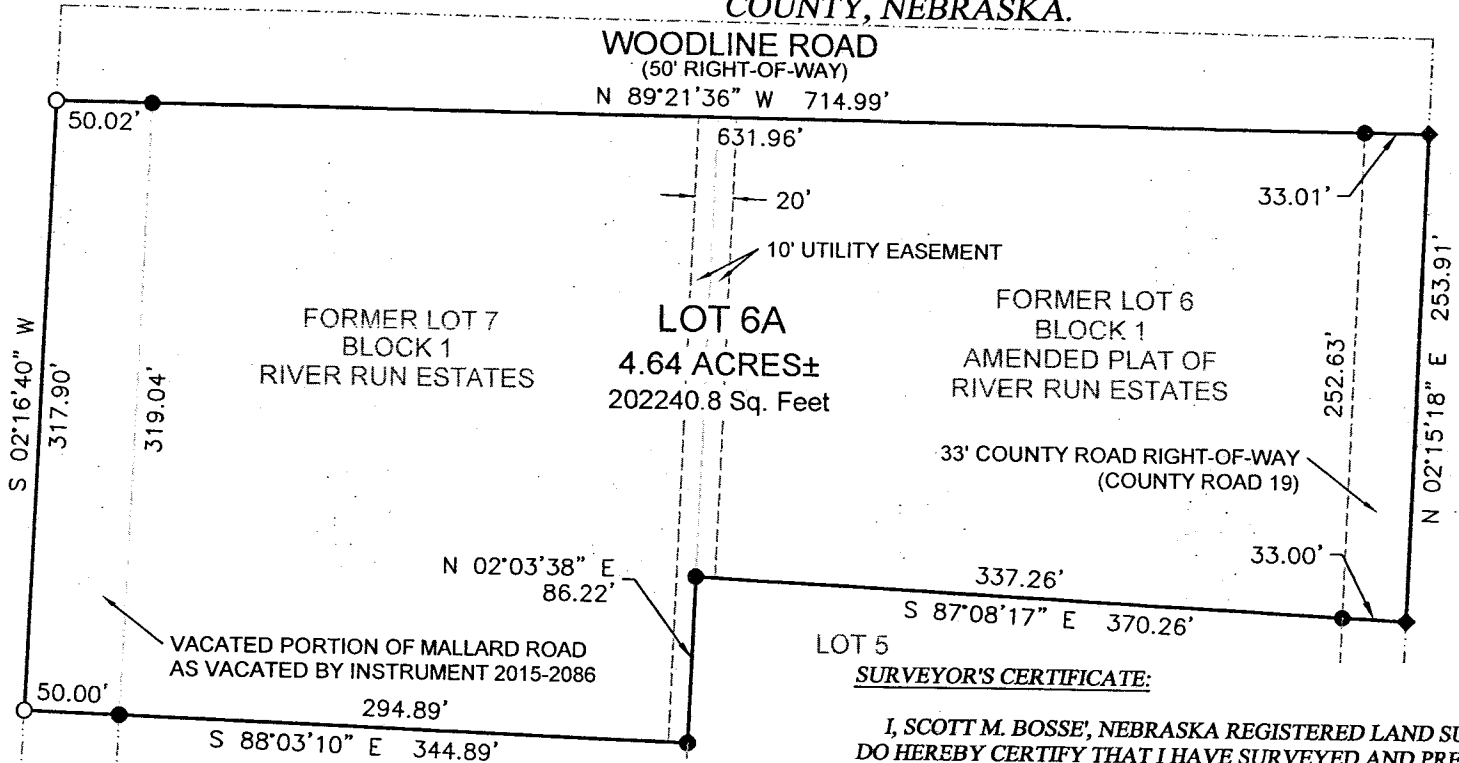 COUNTY, NEBRASKA.
WOODLINE ROAD
(50' RIGHT-OF-WAY)
N 89°21'36" W 714.99'
50.02'
631.96'
33.01'
20'
10' UTILITY EASEMENT
FORMER LOT 7
BLOCK 1
RIVER RUN ESTATES
LOT 6A
4.64 ACRES±
202240.8 Sq. Feet
FORMER LOT 6
BLOCK 1
AMENDED PLAT OF
RIVER RUN ESTATES
S 02°16'40" W
317.90'
319.04'
252.63'
N 02°15'18" E 253.91'
33' COUNTY ROAD RIGHT-OF-WAY
(COUNTY ROAD 19)
33.00'
N 02°03'38" E
86.22'
337.26'
S 87°08'17" E 370.26'
VACATED PORTION OF MALLARD ROAD
AS VACATED BY INSTRUMENT 2015-2086
LOT 5
50.00'
294.89'
S 88°03'10" E 344.89'
SURVEYOR'S CERTIFICATE:
I, SCOTT M. BOSSE', NEBRASKA REGISTERED LAND SU
DO HEREBY CERTIFY THAT I HAVE SURVEYED AND PRE